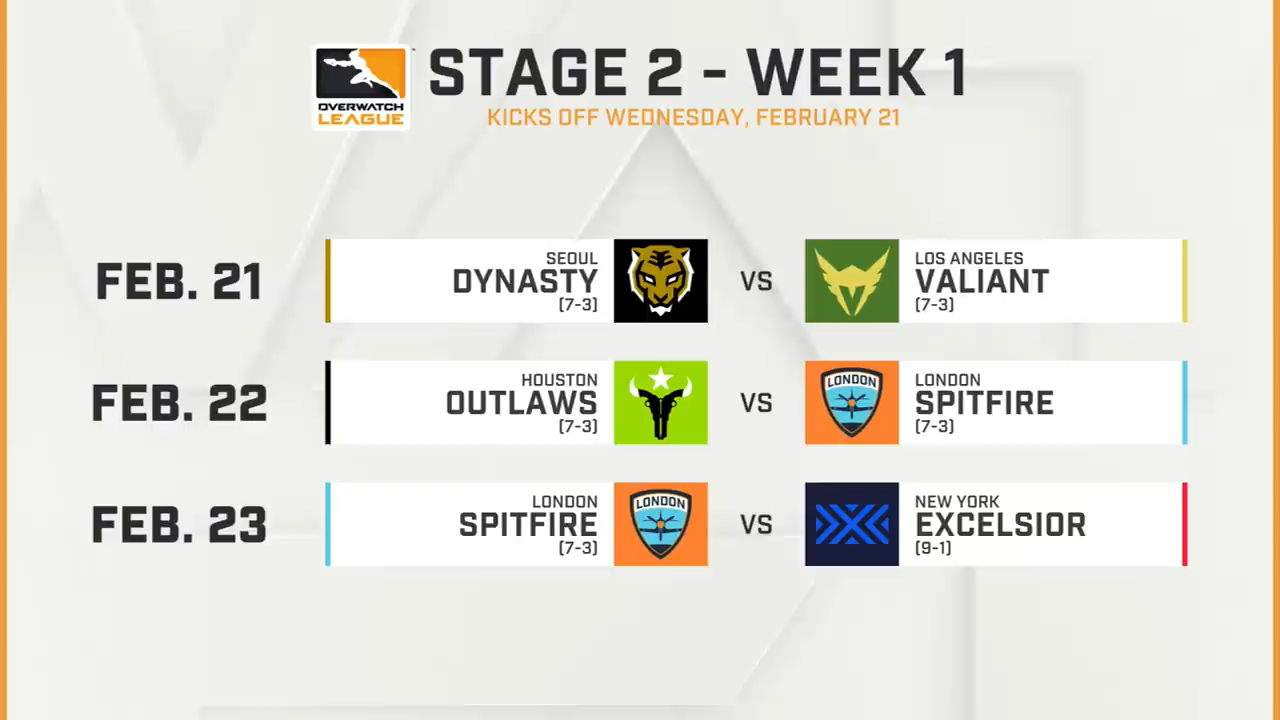 OVERWATCH
LEAGUE
STAGE 2 - WEEK 1
KICKS OFF WEDNESDAY, FEBRUARY 21
FEB. 21
SEOUL
DYNASTY
[7-3]
VS
LOS ANGELES
VALIANT
[7-3]
FEB. 22
HOUSTON
OUTLAWS
[7-3]
VS
LONDON
LONDON
SPITFIRE
[7-3]
FEB. 23
LONDON
SPITFIRE
[7-3]
LONDON
VS
NEW YORK
EXCELSIOR
[9-1]